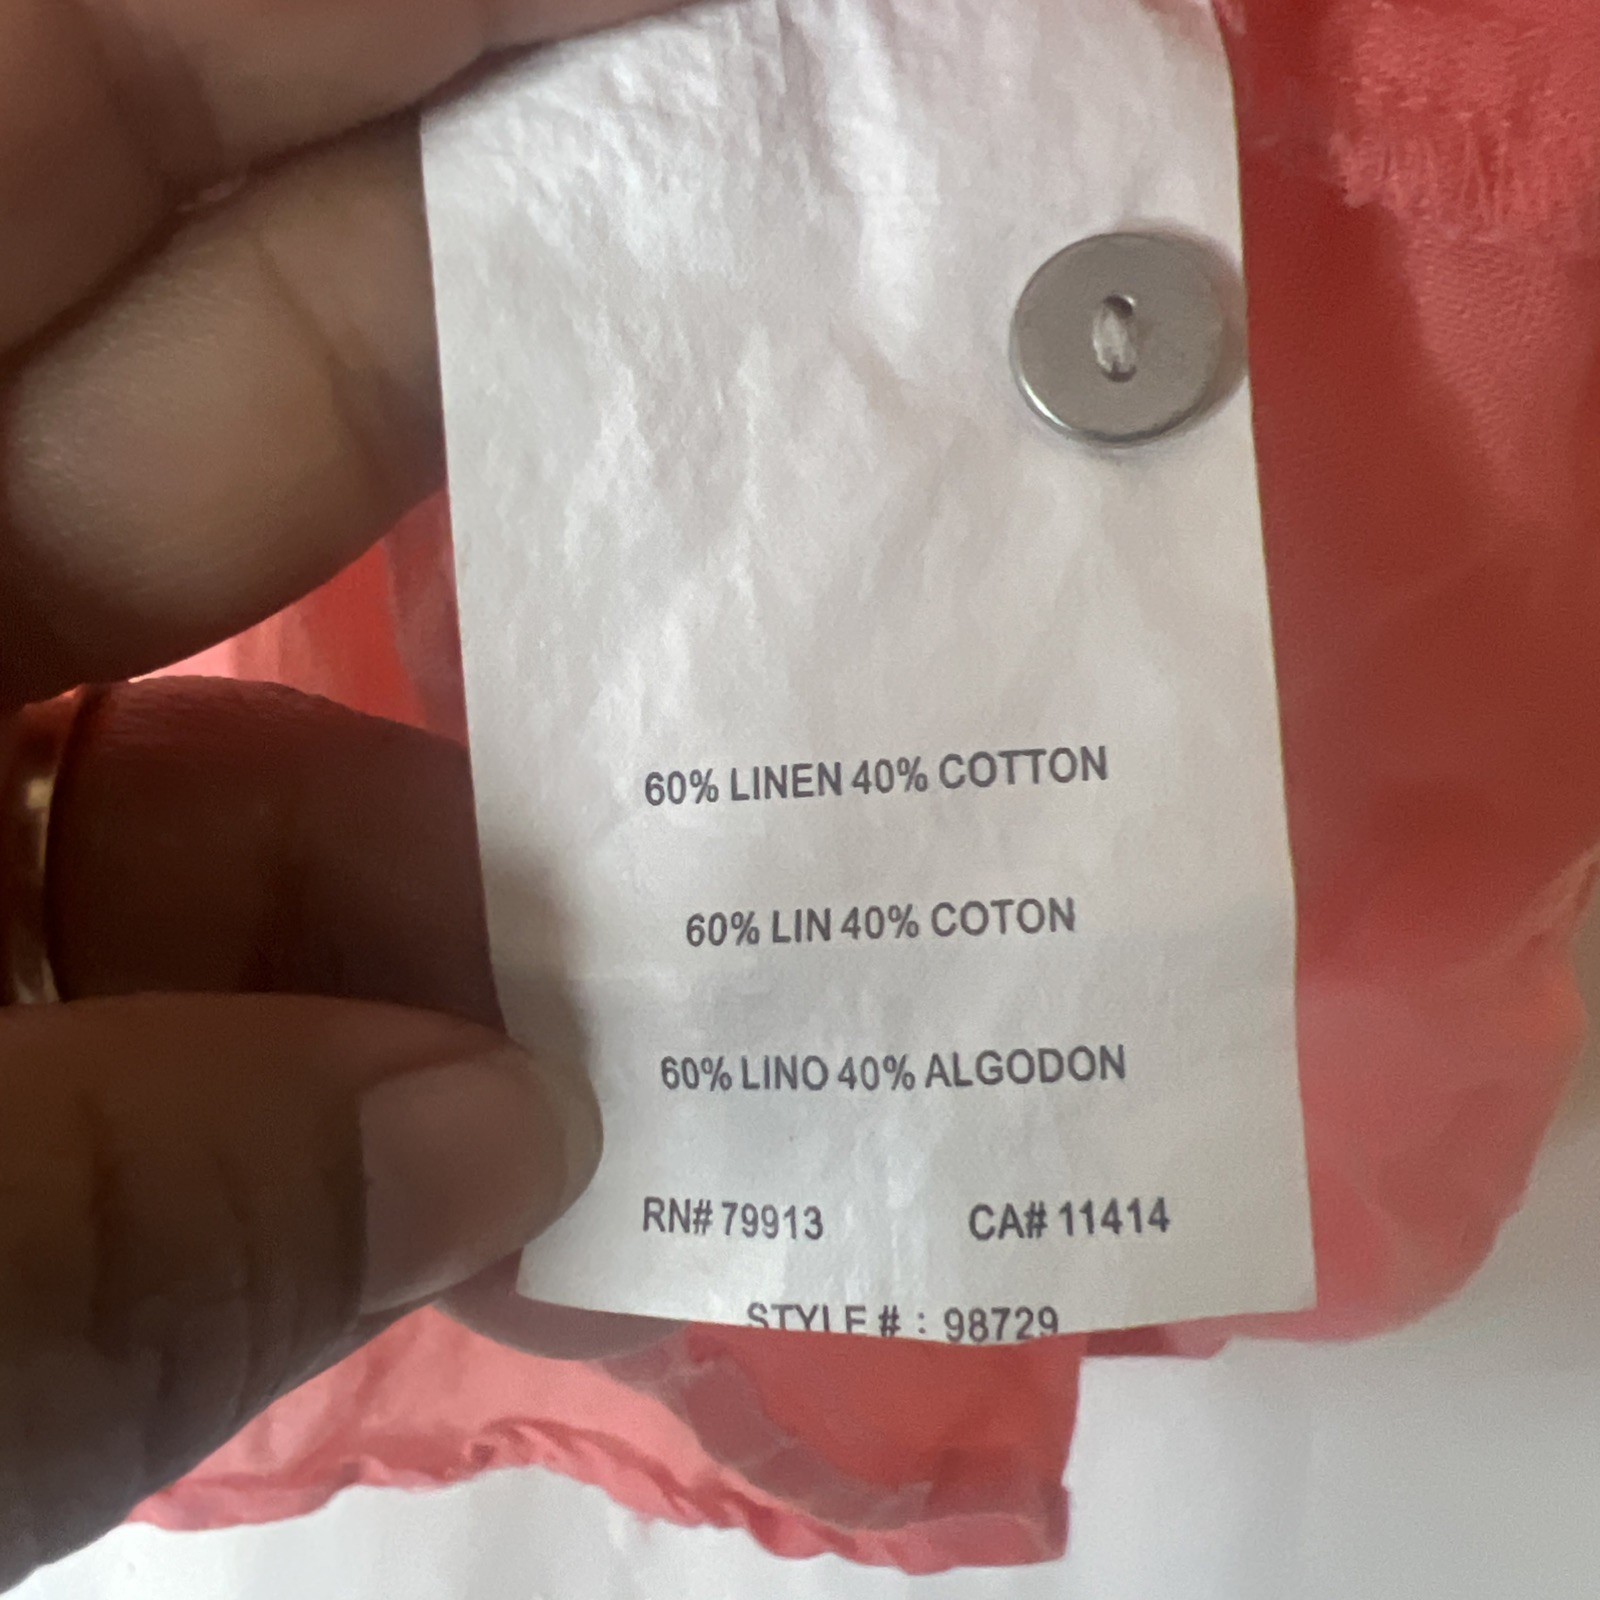 60% LINEN 40% COTTON
60% LIN 40% COTON
60% LINO 40% ALGODON
RN# 79913 CA# 11414
STYLE # : 98729